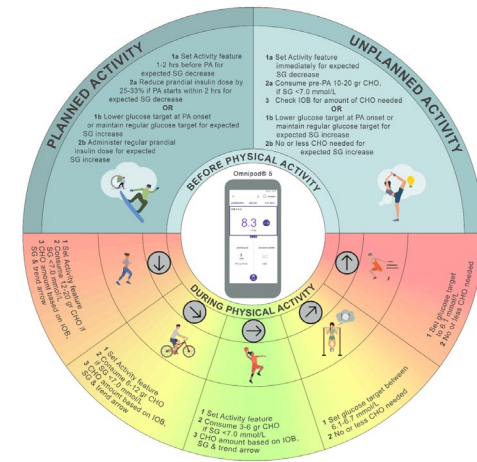 PLANNED ACTIVITY
1a Set Activity feature
1-2 hrs before PA for
expected SG decrease
2a Reduce prandial insulin dose by
25-33% if PA starts within 2 hrs for
expected SG decrease
OR
1b Lower glucose target at PA onset
or maintain regular glucose target for expected
SG increase
2b Administer regular prandial
insulin dose for expected
SG increase
UNPLANNED ACTIVITY
1a Set Activity feature
immediately for expected
SG decrease
2a Consume pre-PA 10-20 gr CHO,
if SG <7.0 mmol/L
3 Check IOB for amount of CHO needed
OR
1b Lower glucose target at PA onset or
maintain regular glucose target for
expected SG increase
2b No or less CHO needed for
expected SG increase
BEFORE PHYSICAL ACTIVITY
Omnipod® 5
8.3
DURING PHYSICAL ACTIVITY
1 Set Activity feature
2 Consume 12-20 gr CHO if
SG <7.0 mmol/L
3 CHO amount based on IOB,
SG & trend arrow
1 Set Activity feature
2 Consume 6-12 gr CHO
if SG <7.0 mmol/L
3 CHO amount based on IOB,
SG & trend arrow
1 Set Activity feature
2 Consume 3-6 gr CHO
if SG <7.0 mmol/L
3 CHO amount based on IOB,
SG & trend arrow
1 Set glucose target between
6.1-6.7 mmol/L
2 No or less CHO needed
1 Set glucose target
to 6.1 mmol/L
2 No or less CHO needed